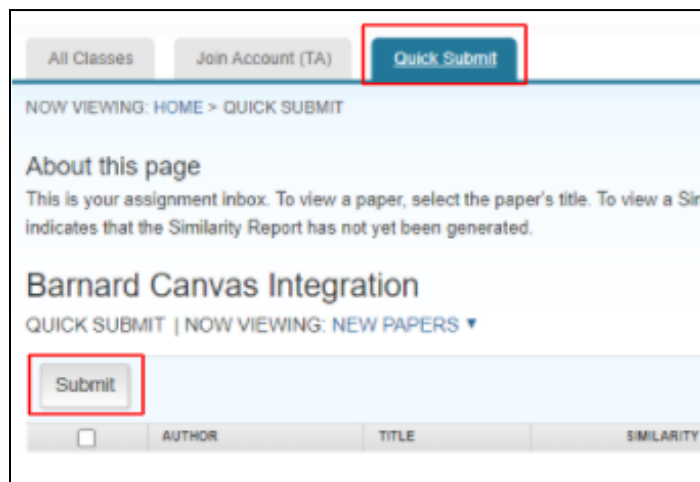 All Classes Join Account (TA) Quick Submit
NOW VIEWING: HOME > QUICK SUBMIT
About this page
This is your assignment inbox. To view a paper, select the paper's title. To view a Sim
indicates that the Similarity Report has not yet been generated.
Barnard Canvas Integration
QUICK SUBMIT | NOW VIEWING: NEW PAPERS ▼
Submit
AUTHOR TITLE SIMILARITY